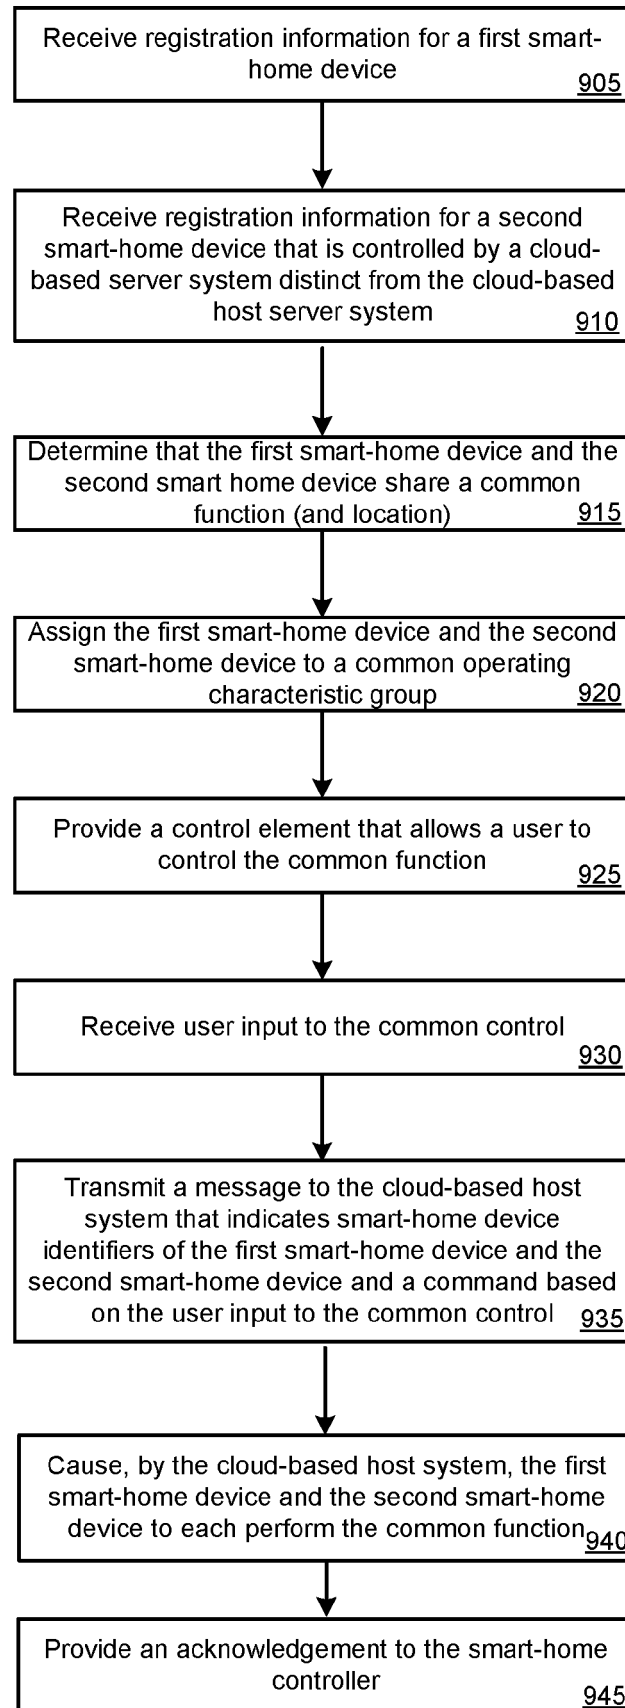 Receive registration information for a first smart-
home device
905
Receive registration information for a second
smart-home device that is controlled by a cloud-
based server system distinct from the cloud-based
host server system
910
Determine that the first smart-home device and the
second smart home device share a common
function (and location)
915
Assign the first smart-home device and the second
smart-home device to a common operating
characteristic group
920
Provide a control element that allows a user to
control the common function
925
Receive user input to the common control
930
Transmit a message to the cloud-based host
system that indicates smart-home device
identifiers of the first smart-home device and the
second smart-home device and a command based
on the user input to the common control
935
Cause, by the cloud-based host system, the first
smart-home device and the second smart-home
device to each perform the common function
940
Provide an acknowledgement to the smart-home
controller
945